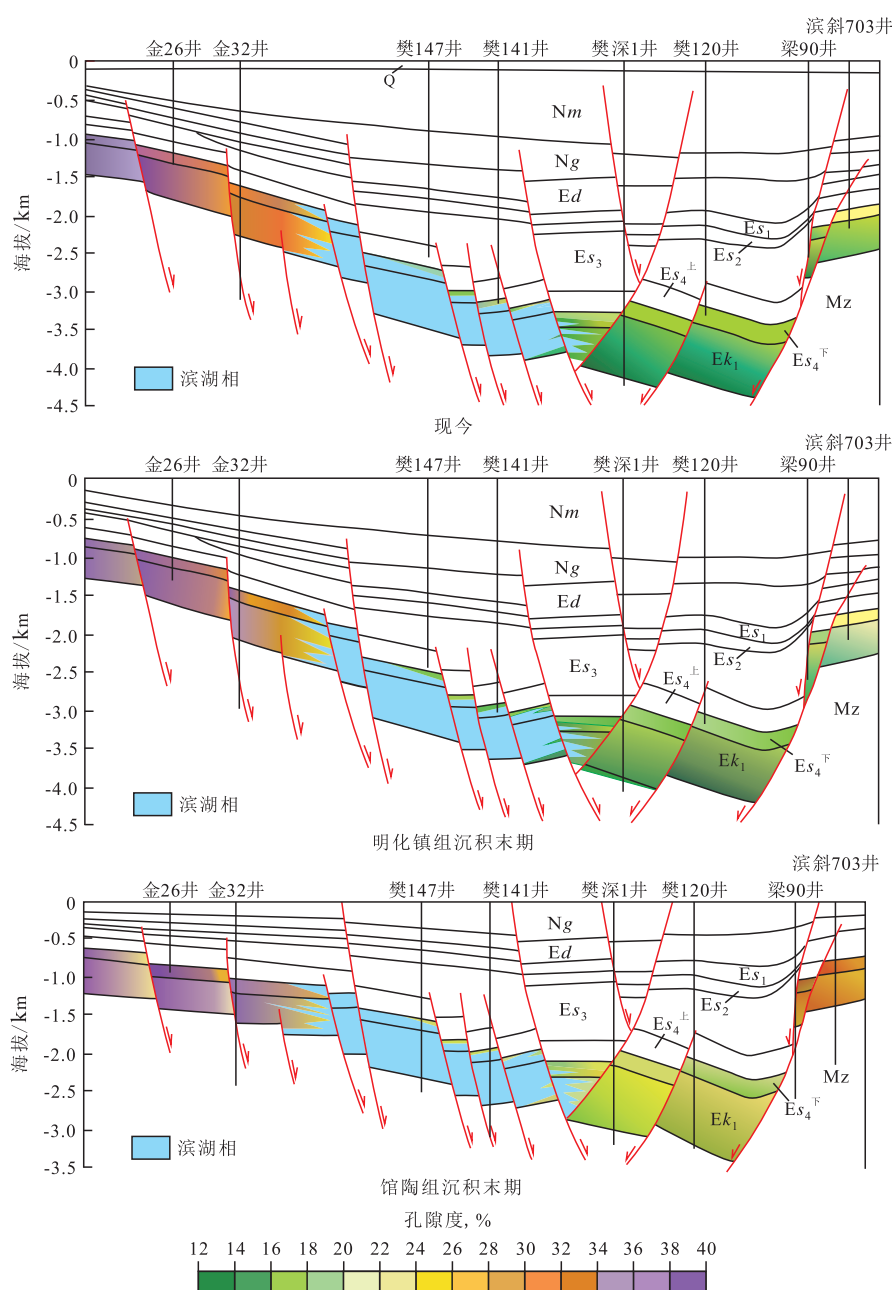 滨斜703井
金26井 金32井 樊147井 樊141井 樊深1井 樊120井 梁90井
0
Q
-0.5
Nm
-1.0
Ng
-1.5
Ed
-2.0
Es₁
海拔/km
-2.5
Es₃
Es₂
Es₄上
-3.0
Mz
-3.5
Ek₁
Es₄下
-4.0
滨湖相
-4.5
现今
滨斜703井
金26井 金32井 樊147井 樊141井 樊深1井 樊120井 梁90井
0
-0.5
Nm
-1.0
Ng
-1.5
Ed
-2.0
Es₁
海拔/km
-2.5
Es₃
Es₂
Es₄上
-3.0
Mz
-3.5
Ek₁
Es₄下
-4.0
滨湖相
-4.5
明化镇组沉积末期
滨斜703井
金26井 金32井 樊147井 樊141井 樊深1井 樊120井 梁90井
0
Ng
-0.5
Ed
-1.0
Es₁
海拔/km
-1.5
Es₃
Es₂
Es₄上
-2.0
Mz
-2.5
Ek₁
Es₄下
-3.0
滨湖相
-3.5
馆陶组沉积末期
孔隙度, %
12 14 16 18 20 22 24 26 28 30 32 34 36 38 40